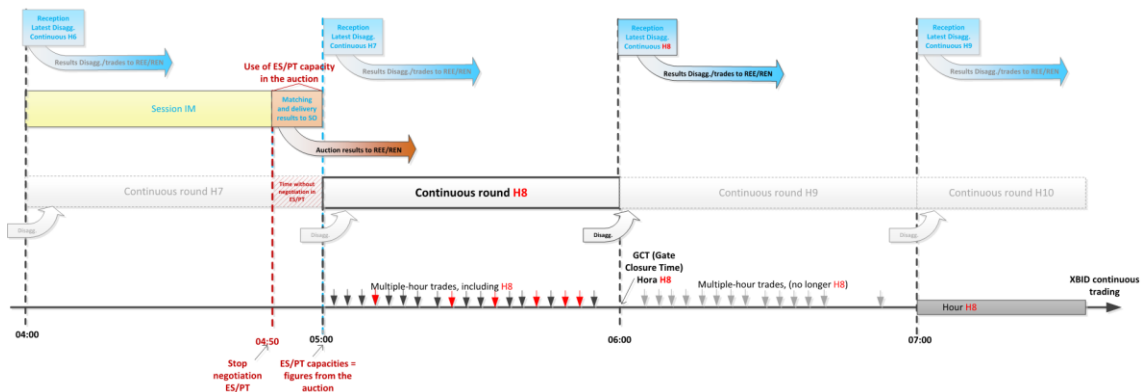 Reception
Latest Disagg.
Continuous H6
Reception
Latest Disagg.
Continuous H7
Reception
Latest Disagg.
Continuous H8
Reception
Latest Disagg.
Continuous H9
Results Disagg./trades to REE/REN
Use of ES/PT capacity
in the auction
Results Disagg./trades to REE/REN
Results Disagg./trades to REE/REN
Results Disagg./trades to REE/REN
Session IM
Matching
and delivery
results to SO
Auction results to REE/REN
Continuous round H7
Time without
negotiation in
ES/PT
Continuous round H8
Continuous round H9
Continuous round H10
Disagg.
Disagg.
Disagg.
Disagg.
GCT (Gate
Closure Time)
Hora H8
Multiple-hour trades, including H8
Multiple-hour trades, (no longer H8)
XBID continuous
trading
Hour H8
04:00
04:50
05:00
06:00
07:00
Stop
negotiation
ES/PT
ES/PT capacities =
figures from the
auction